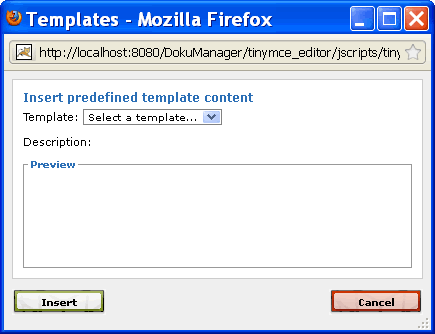 Templates - Mozilla Firefox
http://localhost:8080/DokuManager/tinymce_editor/jscripts/tiny
Insert predefined template content
Template: Select a template...
Description:
Preview
Insert Cancel